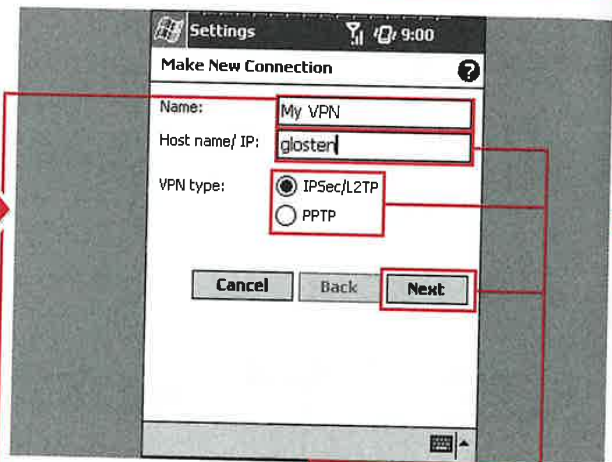 Settings 9:00
Make New Connection
Name: My VPN
Host name/ IP: glosten
VPN type: IPSec/L2TP
PPTP
Cancel Back Next